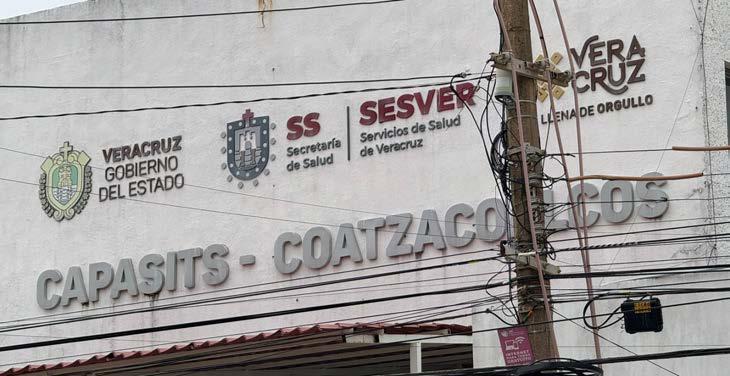 VERACRUZ
GOBIERNO
DEL ESTADO
SS
Secretaría
de Salud
SESVER
Servicios de Salud
de Veracruz
VERA
CRUZ
LLENA DE ORGULLO
CAPASITS - COATZACOALCOS
INTERNET